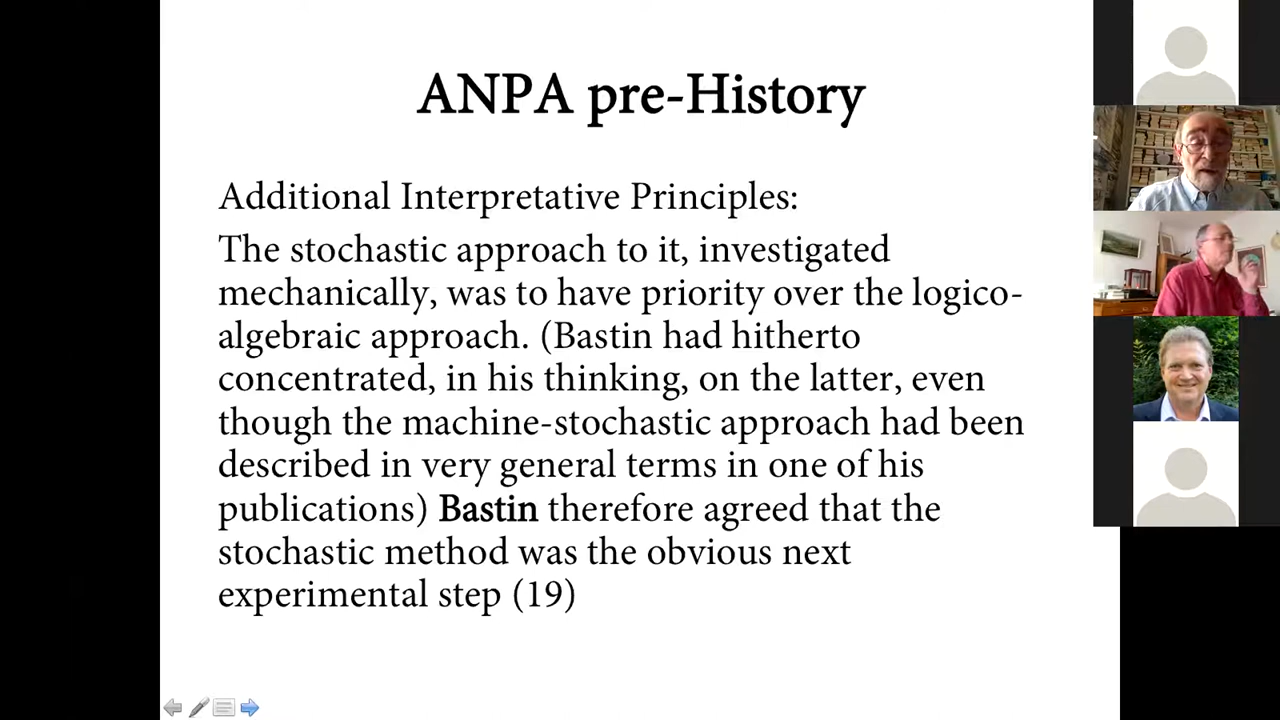 ANPA pre-History
Additional Interpretative Principles:
The stochastic approach to it, investigated
mechanically, was to have priority over the logico-
algebraic approach. (Bastin had hitherto
concentrated, in his thinking, on the latter, even
though the machine-stochastic approach had been
described in very general terms in one of his
publications) Bastin therefore agreed that the
stochastic method was the obvious next
experimental step (19)